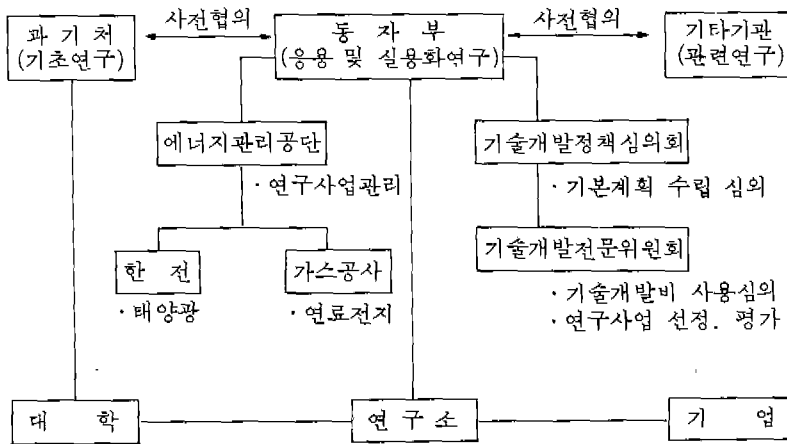 사전협의
사전협의
과 기 처
(기초연구)
동 자 부
(응용 및 실용화연구)
기타기관
(관련연구)
에너지관리공단
· 연구사업관리
기술개발정책심의회
· 기본계획 수립 심의
한 전
· 태양광
가스공사
· 연료전지
기술개발전문위원회
· 기술개발비 사용심의
· 연구사업 선정. 평가
대 학
연 구 소
기 업